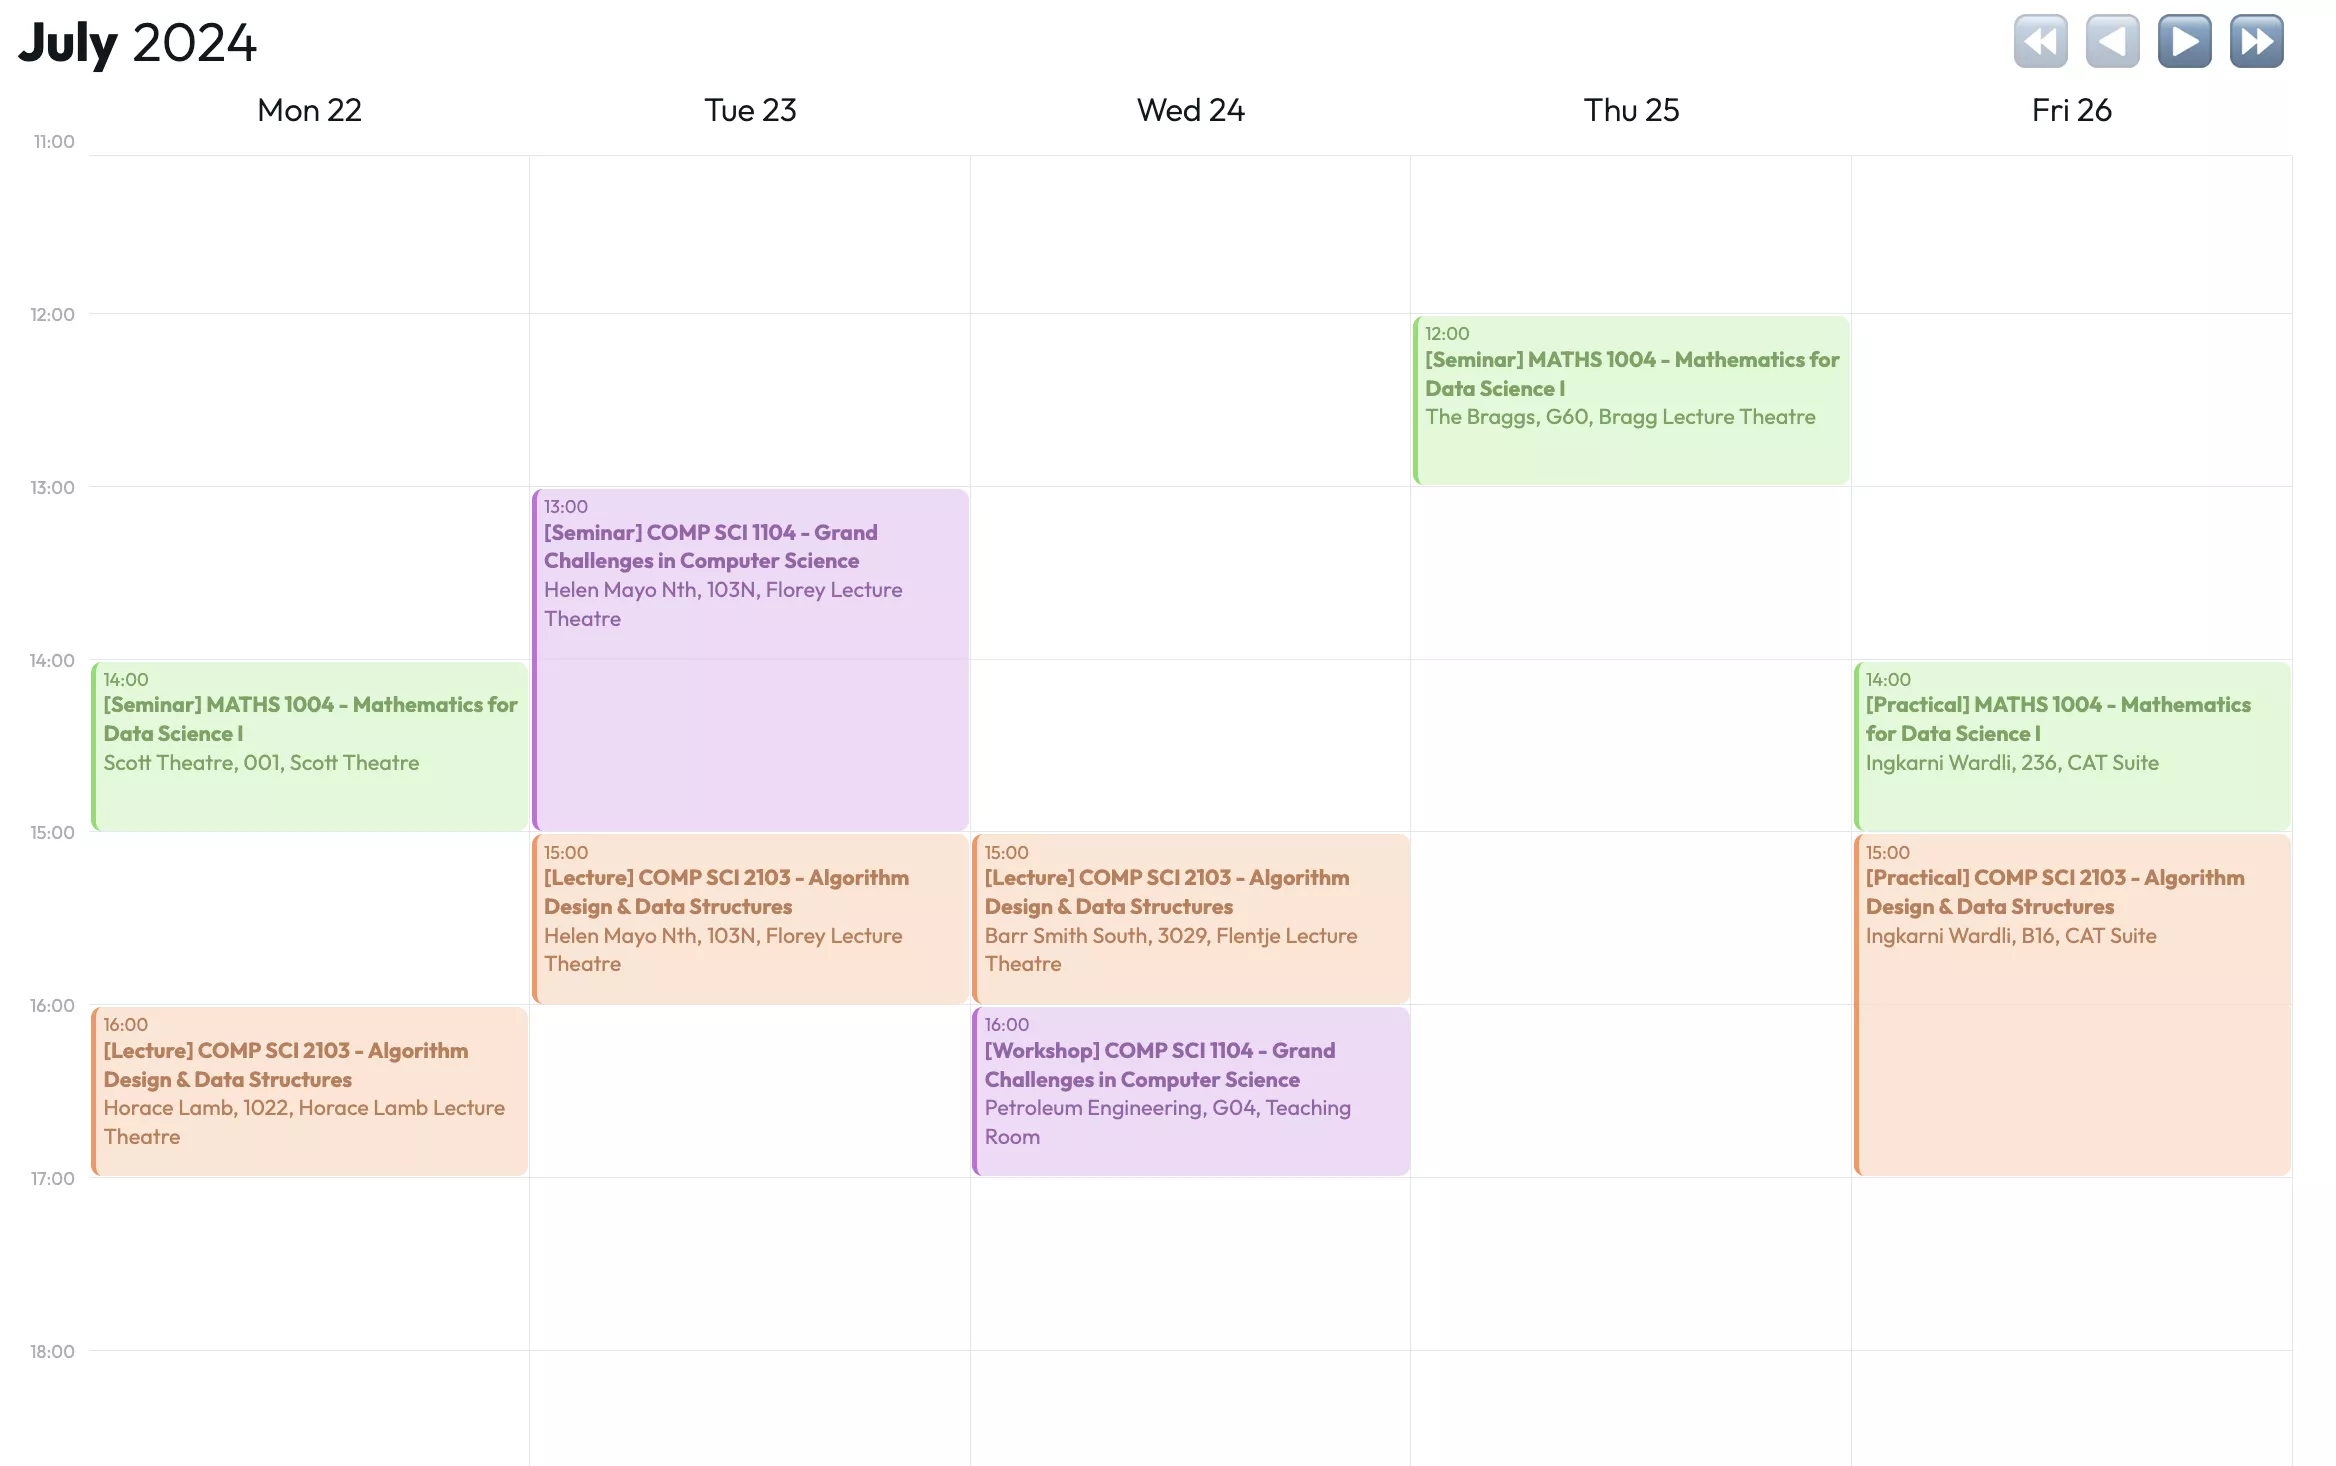 July 2024
Mon 22
Tue 23
Wed 24
Thu 25
Fri 26
11:00
12:00
12:00
[Seminar] MATHS 1004 - Mathematics for
Data Science I
The Braggs, G60, Bragg Lecture Theatre
13:00
13:00
[Seminar] COMP SCI 1104 - Grand
Challenges in Computer Science
Helen Mayo Nth, 103N, Florey Lecture
Theatre
14:00
14:00
[Seminar] MATHS 1004 - Mathematics for
Data Science I
Scott Theatre, 001, Scott Theatre
14:00
[Practical] MATHS 1004 - Mathematics
for Data Science I
Ingkarni Wardli, 236, CAT Suite
15:00
15:00
[Lecture] COMP SCI 2103 - Algorithm
Design & Data Structures
Helen Mayo Nth, 103N, Florey Lecture
Theatre
15:00
[Lecture] COMP SCI 2103 - Algorithm
Design & Data Structures
Barr Smith South, 3029, Flentje Lecture
Theatre
15:00
[Practical] COMP SCI 2103 - Algorithm
Design & Data Structures
Ingkarni Wardli, B16, CAT Suite
16:00
16:00
[Lecture] COMP SCI 2103 - Algorithm
Design & Data Structures
Horace Lamb, 1022, Horace Lamb Lecture
Theatre
16:00
[Workshop] COMP SCI 1104 - Grand
Challenges in Computer Science
Petroleum Engineering, G04, Teaching
Room
17:00
18:00